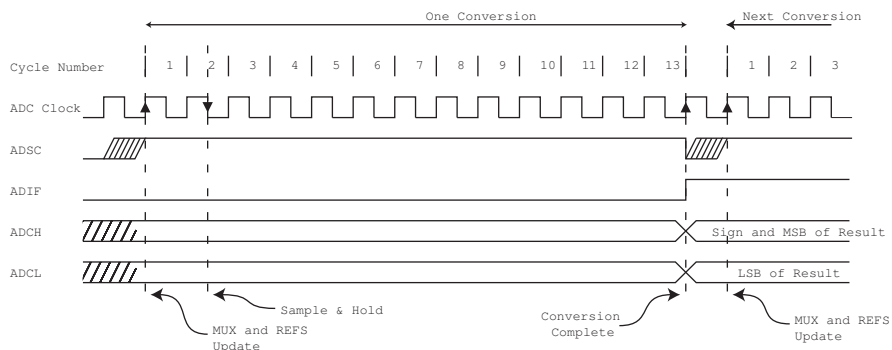 One Conversion
Next Conversion
Cycle Number 1 2 3 4 5 6 7 8 9 10 11 12 13 1 2 3
ADC Clock
ADSC
ADIF
ADCH
Sign and MSB of Result
ADCL
LSB of Result
Sample & Hold
MUX and REFS
Update
Conversion
Complete
MUX and REFS
Update